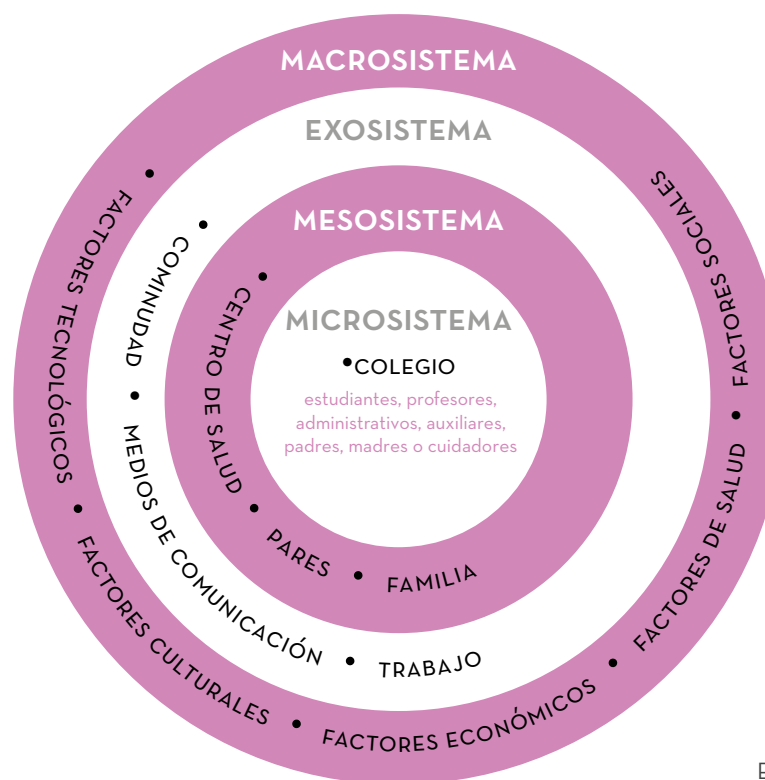 MACROSISTEMA
EXOSISTEMA
MESOSISTEMA
MICROSISTEMA
•COLEGIO
estudiantes, profesores,
administrativos, auxiliares,
padres, madres o cuidadores
• CENTRO DE SALUD • PARES • FAMILIA
• COMINUDAD • MEDIOS DE COMUNICACIÓN • TRABAJO
• FACTORES TECNOLÓGICOS • FACTORES CULTURALES • FACTORES ECONÓMICOS • FACTORES DE SALUD • FACTORES SOCIALES